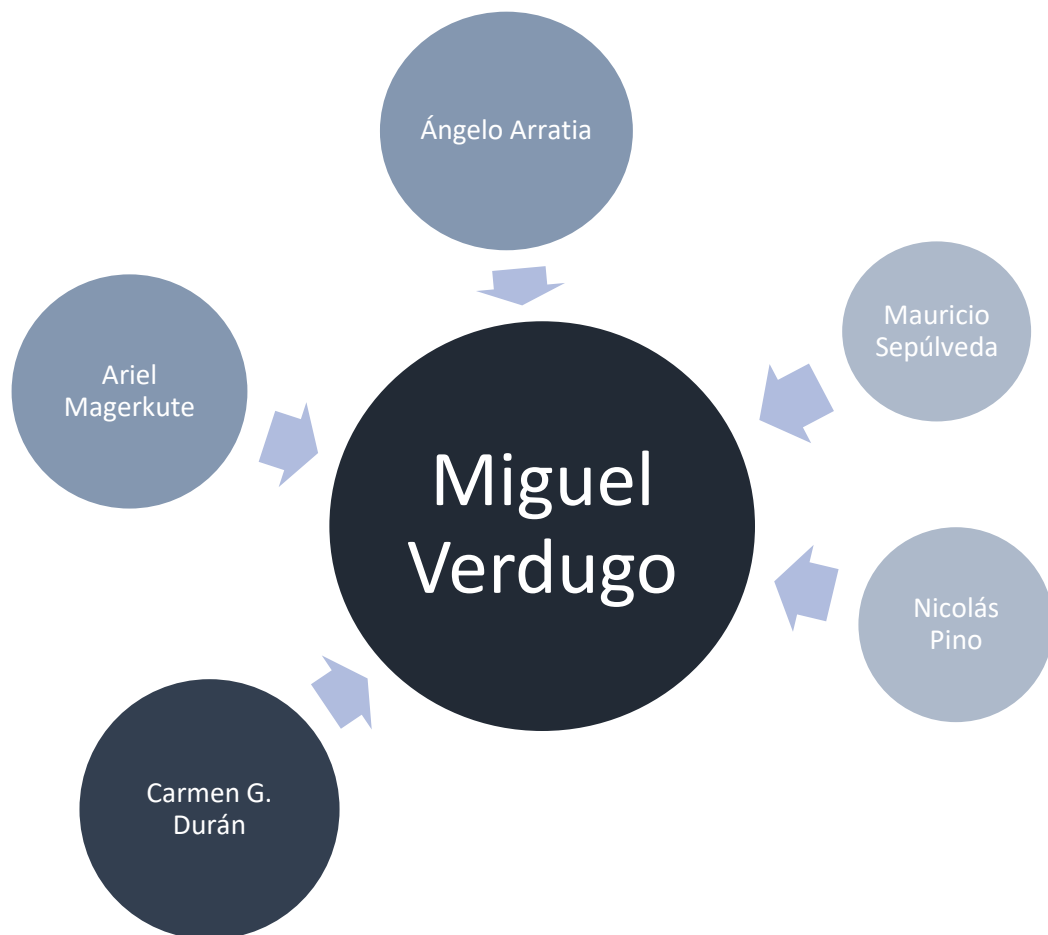 Ángelo Arratia
Mauricio
Sepúlveda
Ariel
Magerkute
Miguel
Verdugo
Nicolás
Pino
Carmen G.
Durán